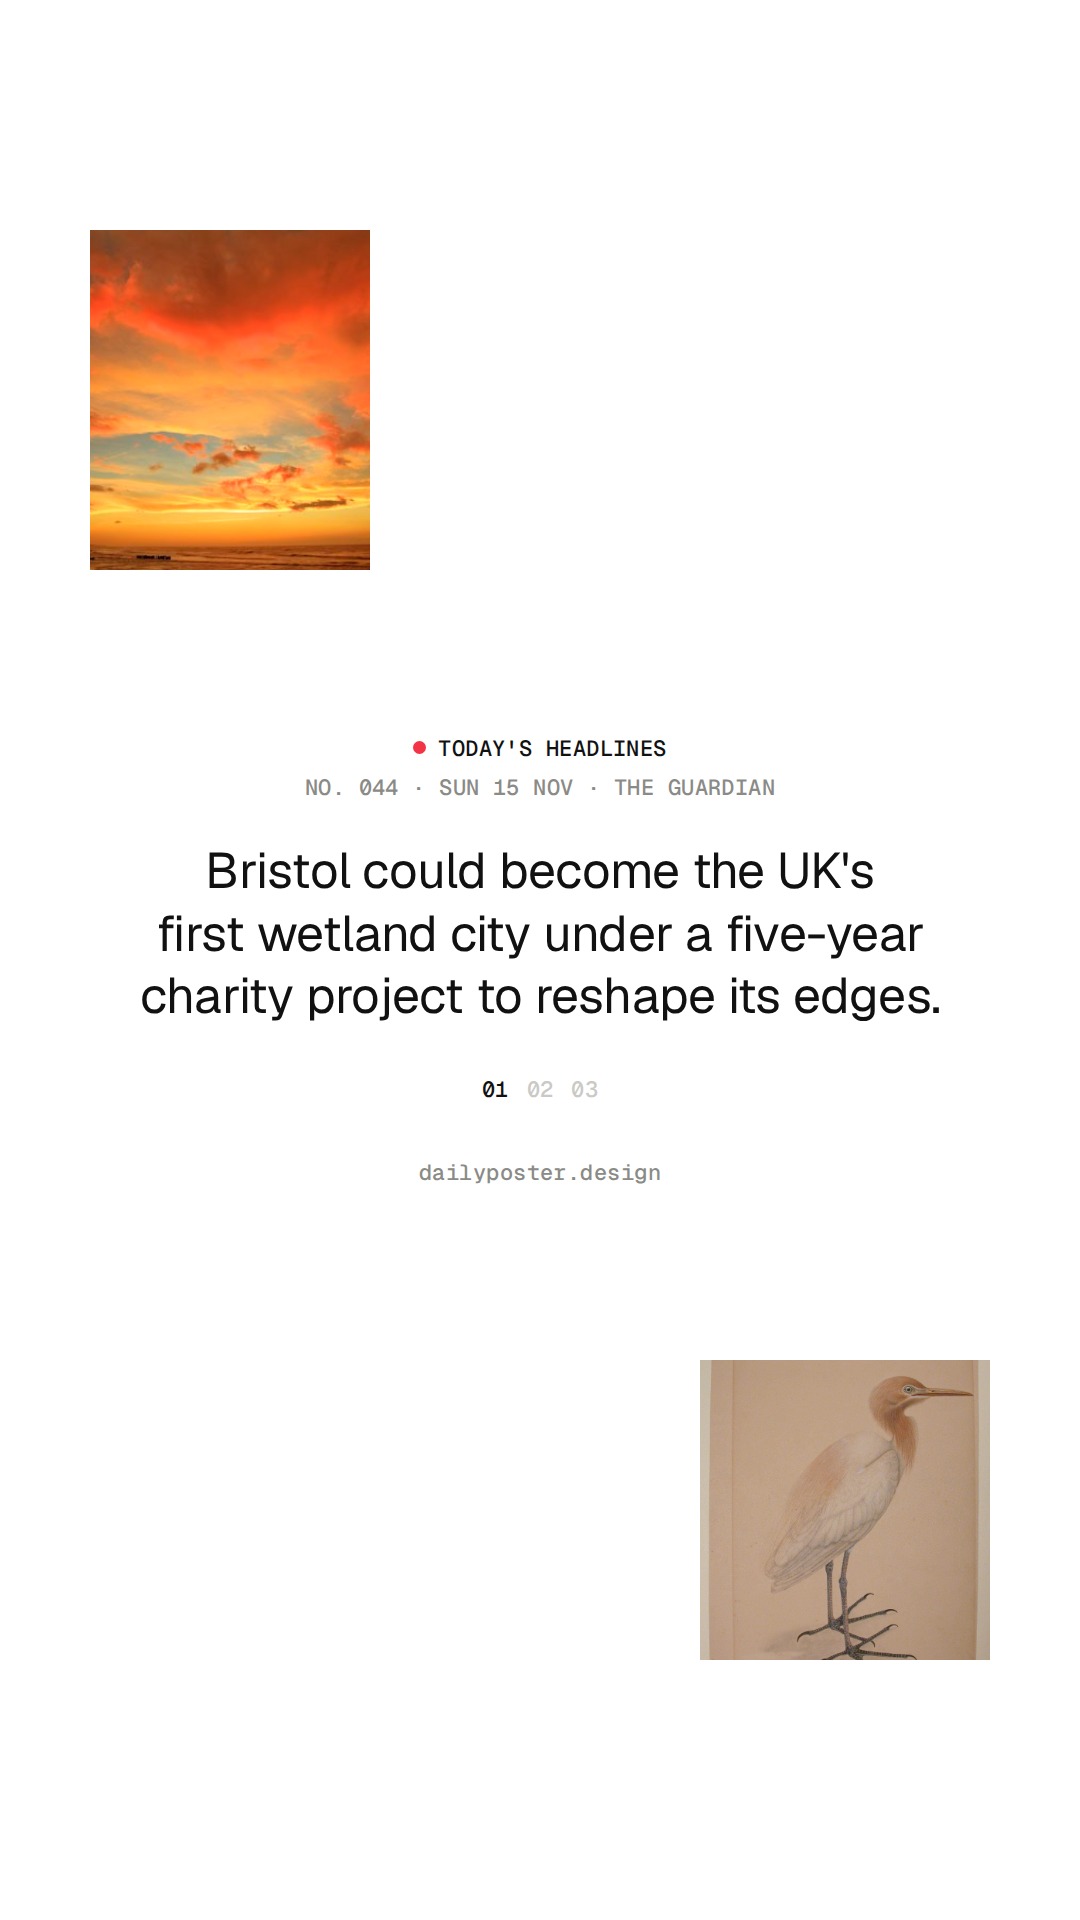 TODAY'S HEADLINES
NO. 044 · SUN 15 NOV · THE GUARDIAN
Bristol could become the UK's
first wetland city under a five-year
charity project to reshape its edges.
01 02 03
dailyposter.design